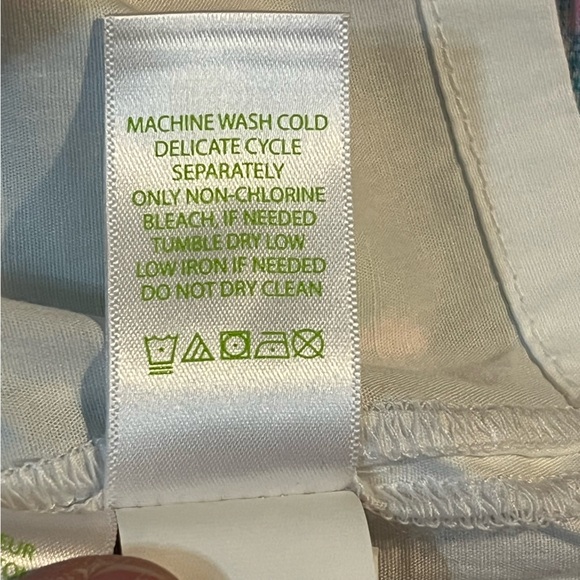 MACHINE WASH COLD
DELICATE CYCLE
SEPARATELY
ONLY NON-CHLORINE
BLEACH, IF NEEDED
TUMBLE DRY LOW
LOW IRON IF NEEDED
DO NOT DRY CLEAN